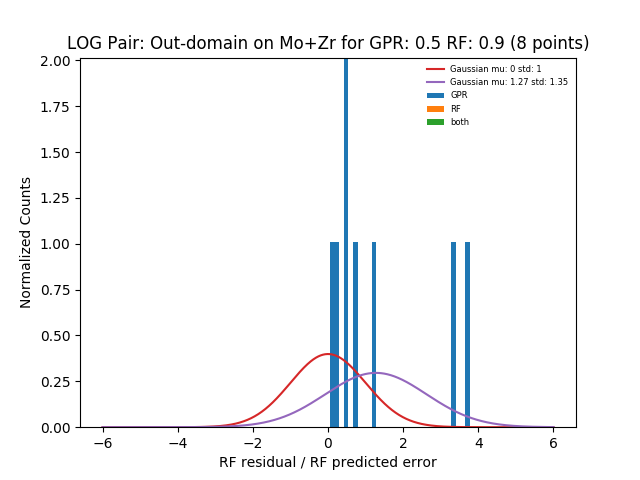 LOG Pair: Out-domain on Mo+Zr for GPR: 0.5 RF: 0.9 (8 points)
Gaussian mu: 0 std: 1
Gaussian mu: 1.27 std: 1.35
GPR
RF
both
Normalized Counts
2.00
1.75
1.50
1.25
1.00
0.75
0.50
0.25
0.00
−6
−4
−2
0
2
4
6
RF residual / RF predicted error